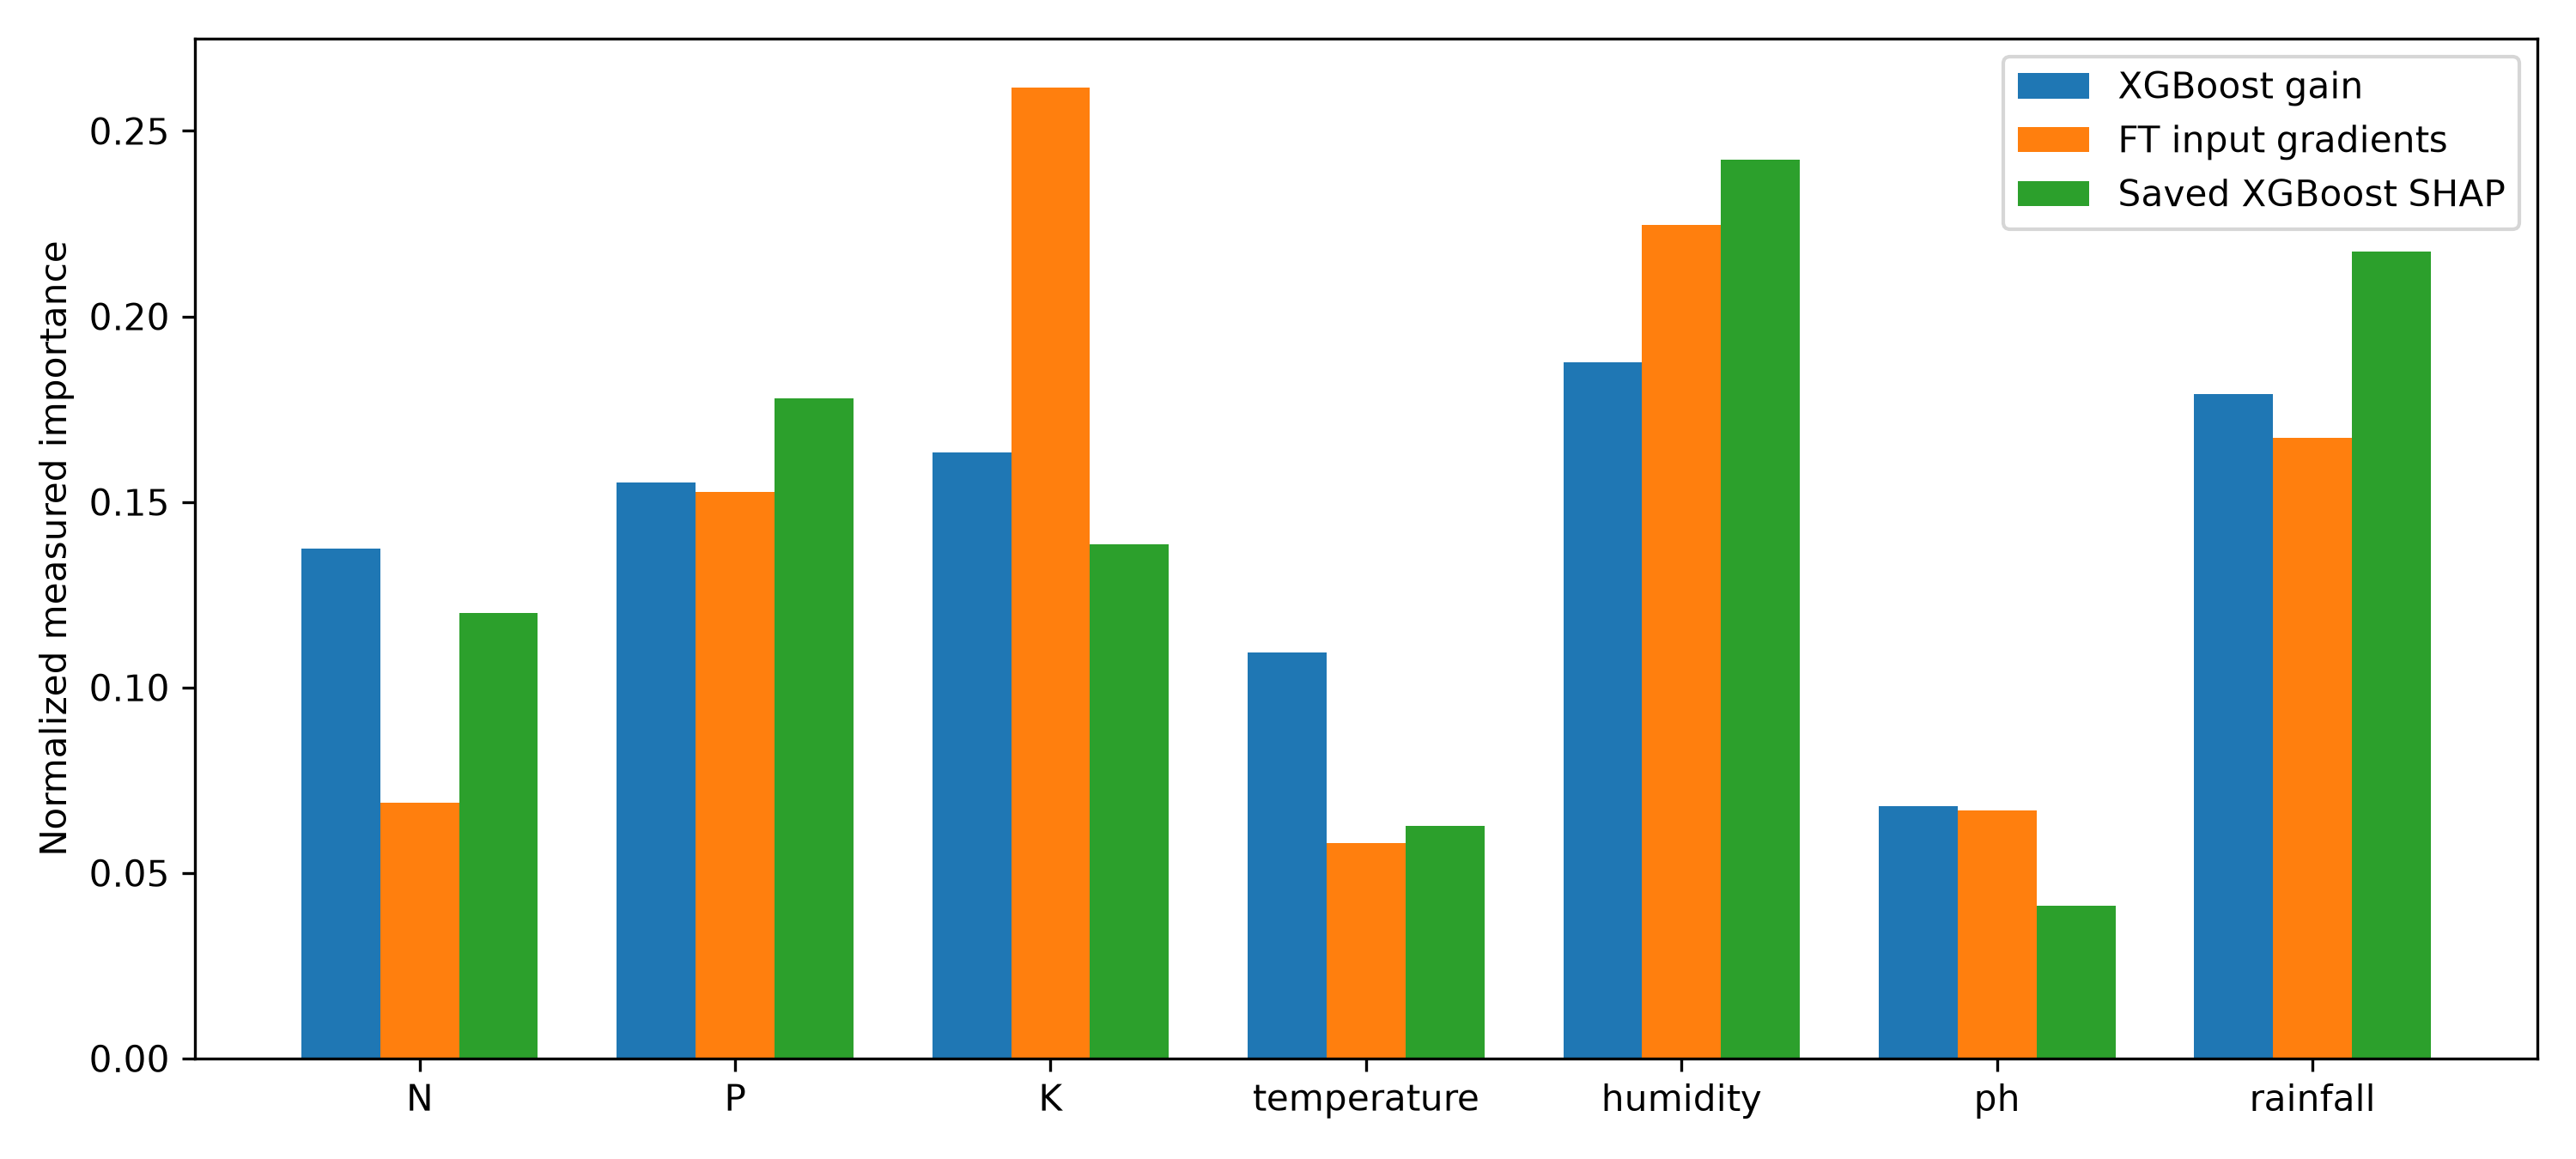 XGBoost gain
FT input gradients
Saved XGBoost SHAP
Normalized measured importance
0.25
0.20
0.15
0.10
0.05
0.00
N P K temperature humidity ph rainfall